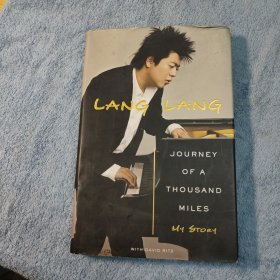 LANG LANG
JOURNEY
OF A
THOUSAND
MILES
MY STORY
WITH DAVID RITZ